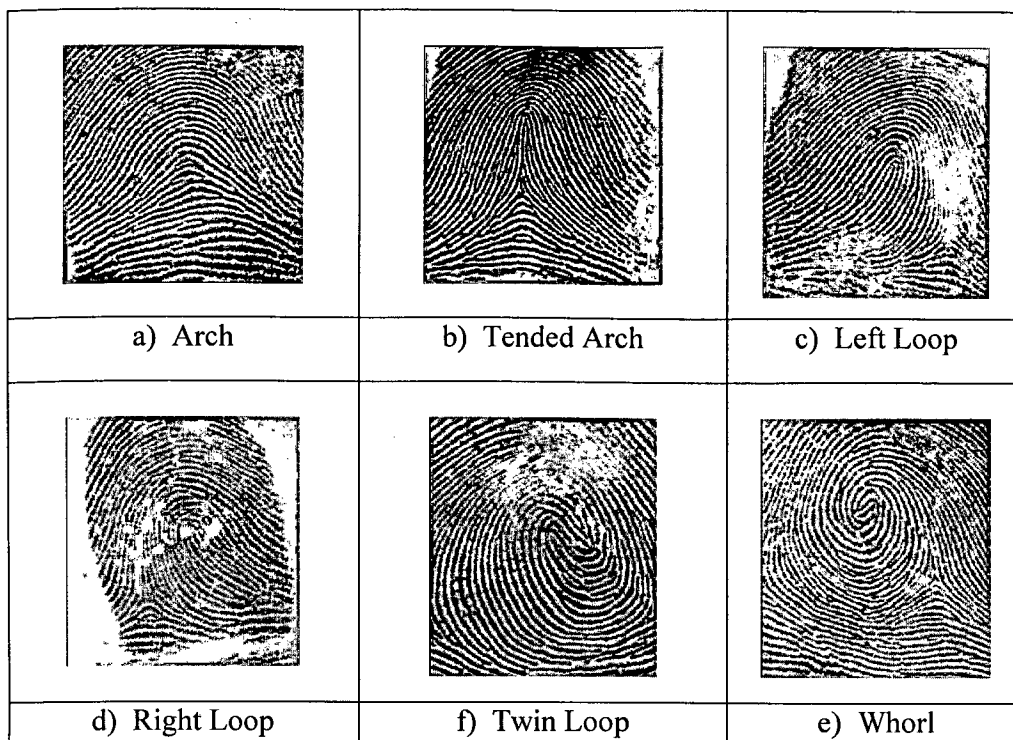 a) Arch
b) Tended Arch
c) Left Loop
d) Right Loop
f) Twin Loop
e) Whorl